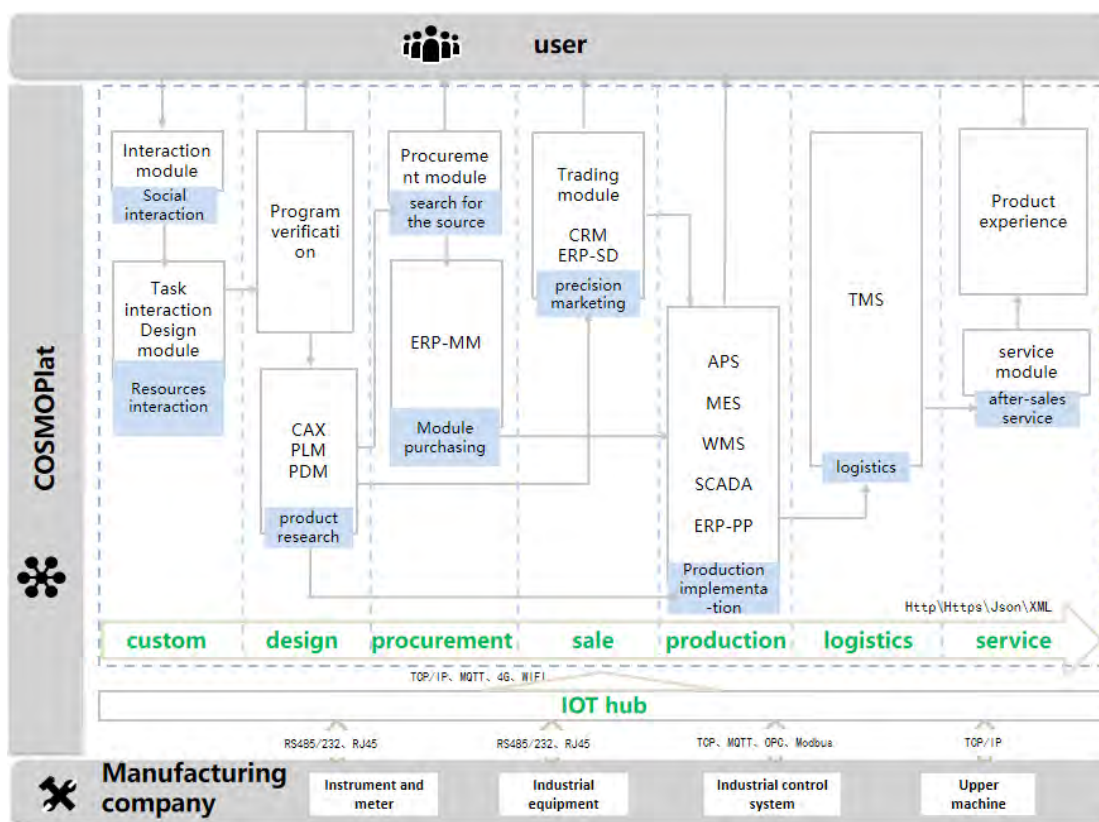 user
COSMOPlat
Interaction
module
Social
interaction
Task
interaction
Design
module
Resources
interaction
Program
verificati
on
CAX
PLM
PDM
product
research
Procureme
nt module
search for
the source
ERP-MM
Module
purchasing
Trading
module
CRM
ERP-SD
precision
marketing
APS
MES
WMS
SCADA
ERP-PP
Production
implementa
-tion
TMS
logistics
Product
experience
service
module
after-sales
service
Http\Https\Json\XML
custom
design
procurement
sale
production
logistics
service
TOP/IP、MQTT、4G、WIFI
IOT hub
RS485/232、RJ45
RS485/232、RJ45
TOP、MQTT、OPC、Modbua
TOP/IP
Manufacturing
company
Instrument and
meter
Industrial
equipment
Industrial control
system
Upper
machine